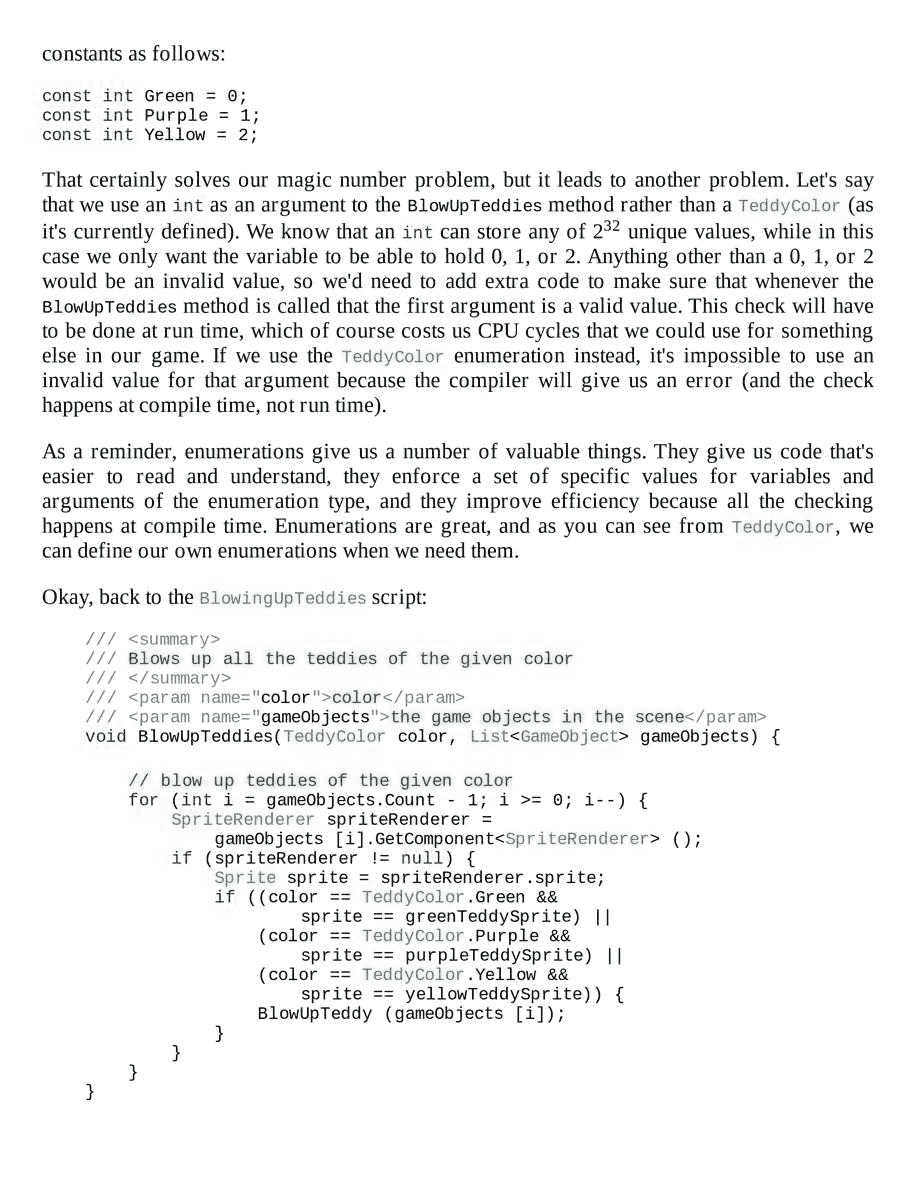 constants as follows:
const int Green = 0;
const int Purple = 1;
const int Yellow = 2;
That certainly solves our magic number problem, but it leads to another problem. Let's say
that we use an int as an argument to the BlowUpTeddies method rather than a TeddyColor (as
it's currently defined). We know that an int can store any of 2³² unique values, while in this
case we only want the variable to be able to hold 0, 1, or 2. Anything other than a 0, 1, or 2
would be an invalid value, so we'd need to add extra code to make sure that whenever the
BlowUpTeddies method is called that the first argument is a valid value. This check will have
to be done at run time, which of course costs us CPU cycles that we could use for something
else in our game. If we use the TeddyColor enumeration instead, it's impossible to use an
invalid value for that argument because the compiler will give us an error (and the check
happens at compile time, not run time).
As a reminder, enumerations give us a number of valuable things. They give us code that's
easier to read and understand, they enforce a set of specific values for variables and
arguments of the enumeration type, and they improve efficiency because all the checking
happens at compile time. Enumerations are great, and as you can see from TeddyColor, we
can define our own enumerations when we need them.
Okay, back to the BlowingUpTeddies script:
/// <summary>
/// Blows up all the teddies of the given color
/// </summary>
/// <param name="color">color</param>
/// <param name="gameObjects">the game objects in the scene</param>
void BlowUpTeddies(TeddyColor color, List<GameObject> gameObjects) {
// blow up teddies of the given color
for (int i = gameObjects.Count - 1; i >= 0; i--) {
SpriteRenderer spriteRenderer =
gameObjects [i].GetComponent<SpriteRenderer> ();
if (spriteRenderer != null) {
Sprite sprite = spriteRenderer.sprite;
if ((color == TeddyColor.Green &&
sprite == greenTeddySprite) ||
(color == TeddyColor.Purple &&
sprite == purpleTeddySprite) ||
(color == TeddyColor.Yellow &&
sprite == yellowTeddySprite)) {
BlowUpTeddy (gameObjects [i]);
}
}
}
}